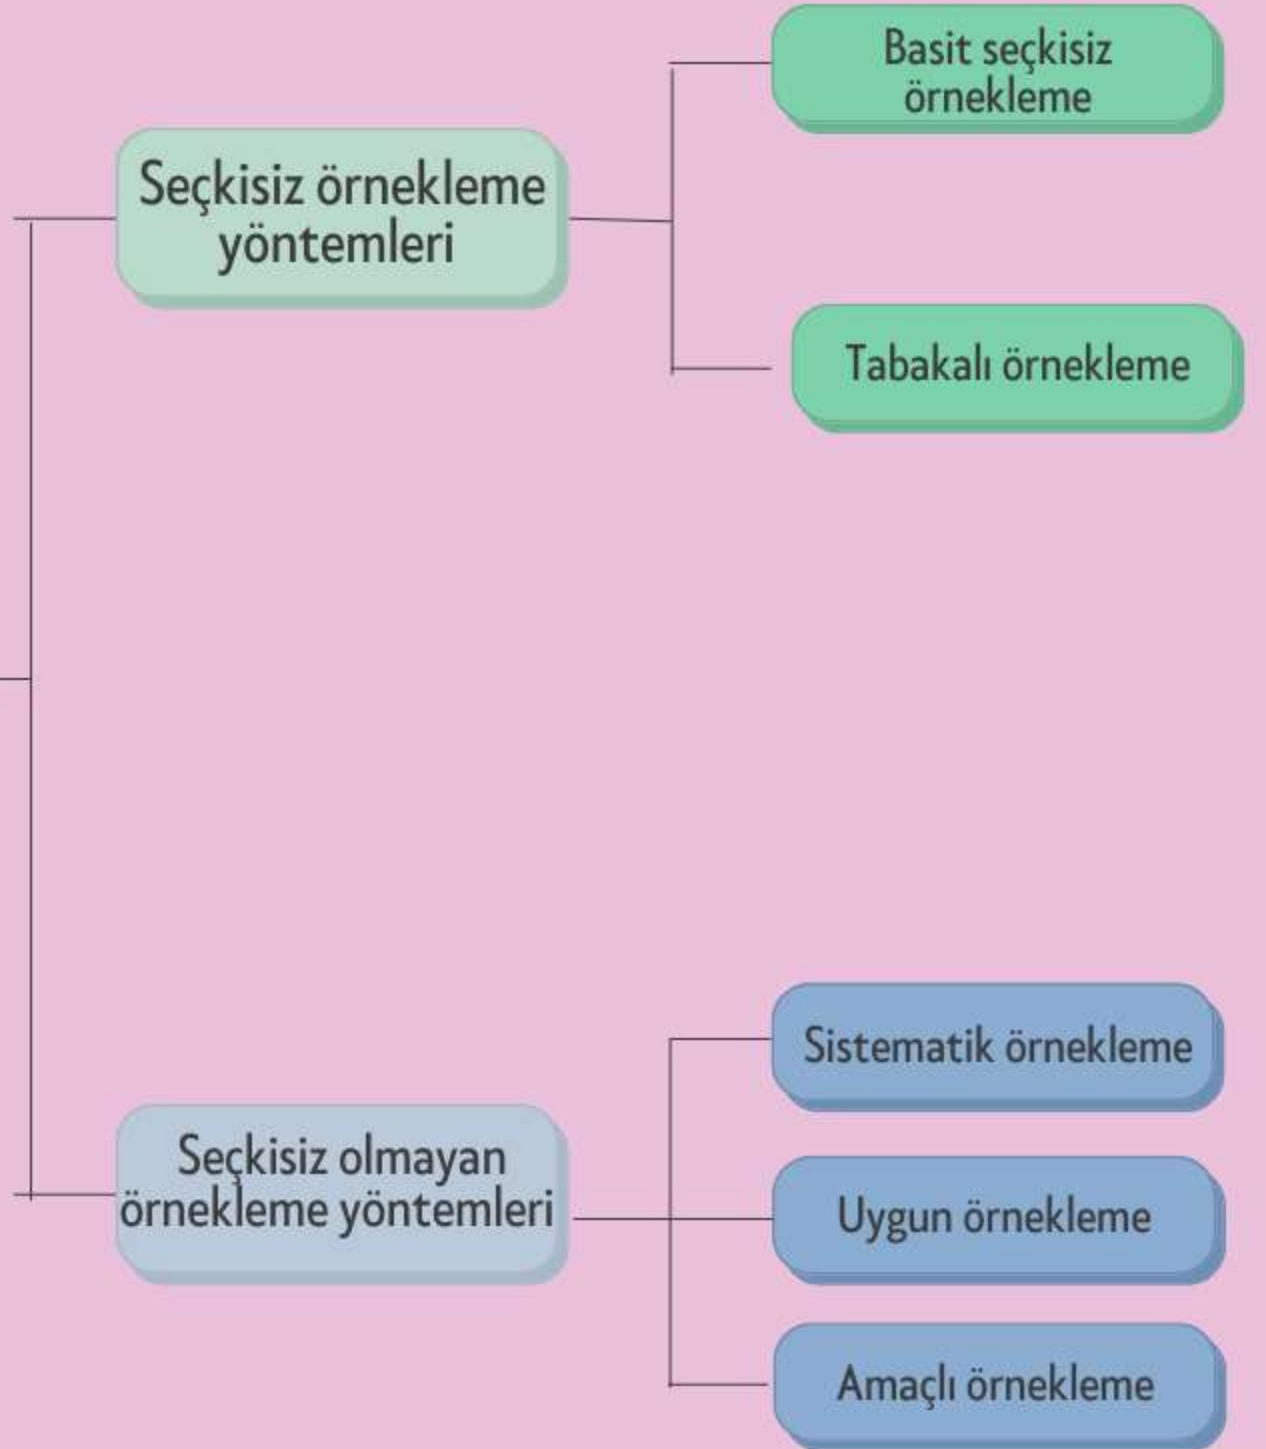 Basit seçkisiz
örnekleme
Seçkisiz örnekleme
yöntemleri
Tabakalı örnekleme
Sistematik örnekleme
Seçkisiz olmayan
örnekleme yöntemleri
Uygun örnekleme
Amaçlı örnekleme